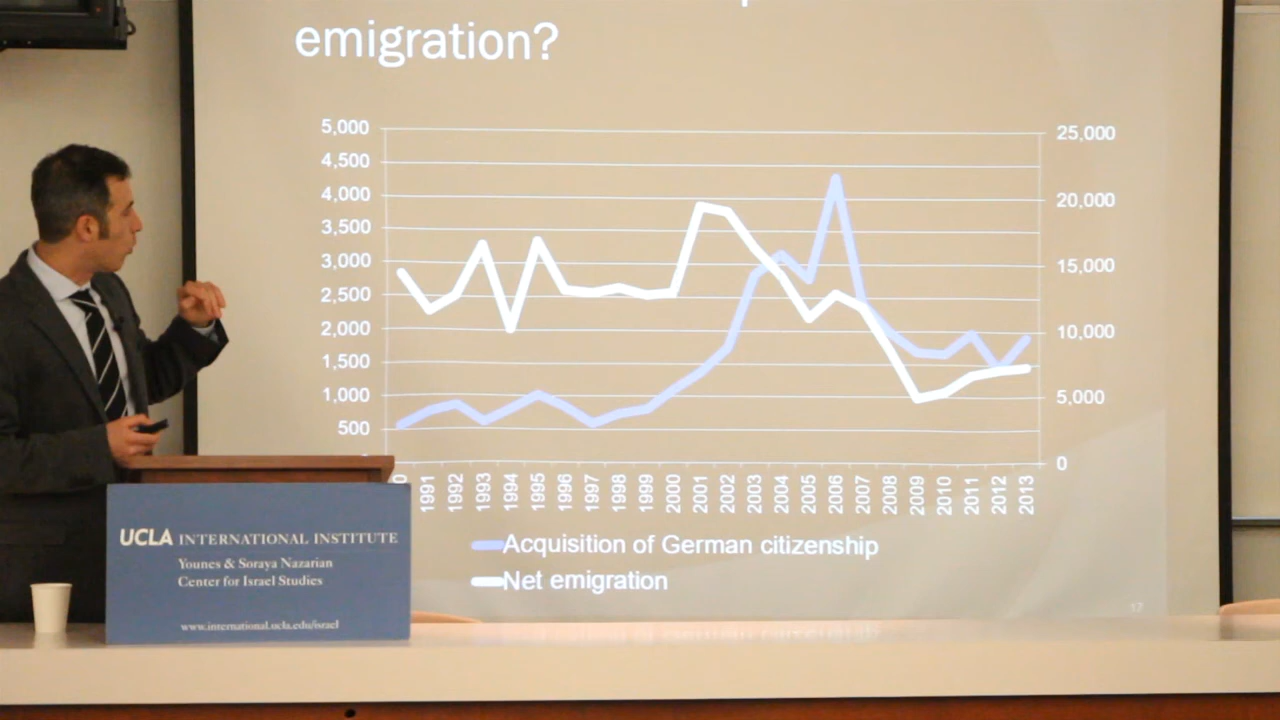 emigration?
5,000
4,500
4,000
3,500
3,000
2,500
2,000
1,500
1,000
500
-
25,000
20,000
15,000
10,000
5,000
0
0 1991 1992 1993 1994 1995 1996 1997 1998 1999 2000 2001 2002 2003 2004 2005 2006 2007 2008 2009 2010 2011 2012 2013
Acquisition of German citizenship
Net emigration
17
UCLA INTERNATIONAL INSTITUTE
Younes & Soraya Nazarian
Center for Israel Studies
www.international.ucla.edu/israel